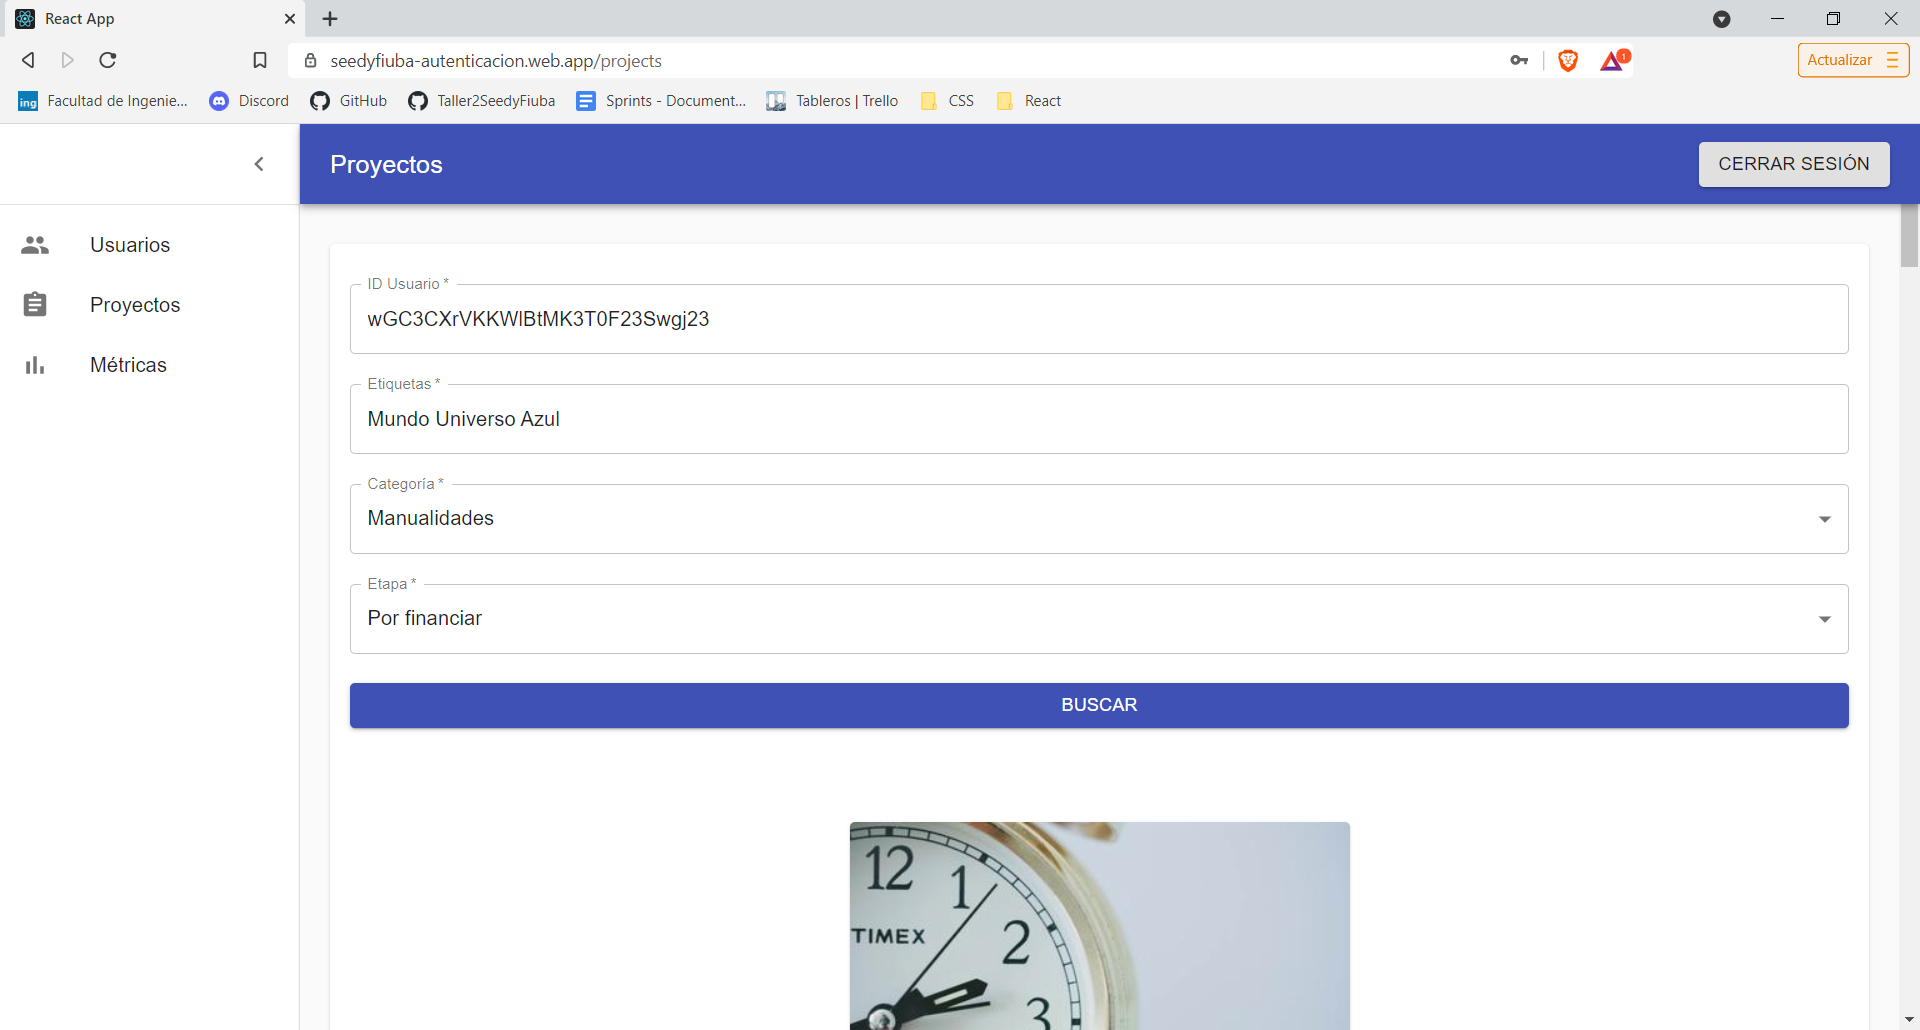 React App
seedyfiuba-autenticacion.web.app/projects
1
Actualizar
ing
Facultad de Ingenie...
Discord
GitHub
Taller2SeedyFiuba
Sprints - Document...
Tableros | Trello
CSS
React
Proyectos
CERRAR SESIÓN
Usuarios
Proyectos
Métricas
ID Usuario *
wGC3CXrVKKWlBtMK3T0F23Swgj23
Etiquetas *
Mundo Universo Azul
Categoría *
Manualidades
Etapa *
Por financiar
BUSCAR
12
1
TIMEX
2
3